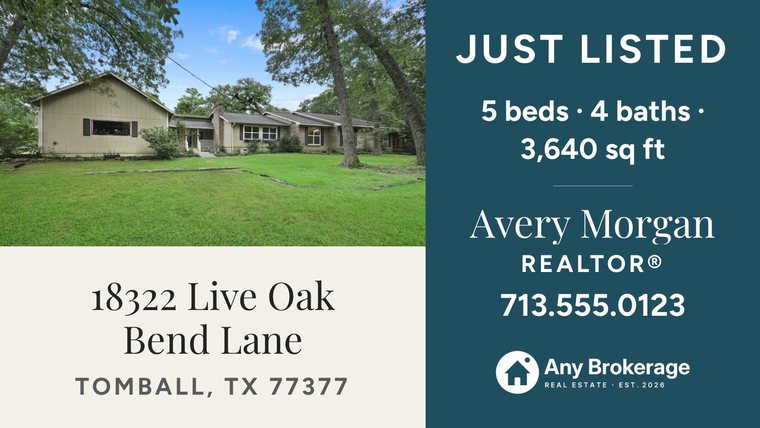 JUST LISTED
5 beds · 4 baths ·
3,640 sq ft
Avery Morgan
REALTOR®
713.555.0123
Any Brokerage
REAL ESTATE · EST. 2026
18322 Live Oak
Bend Lane
TOMBALL, TX 77377